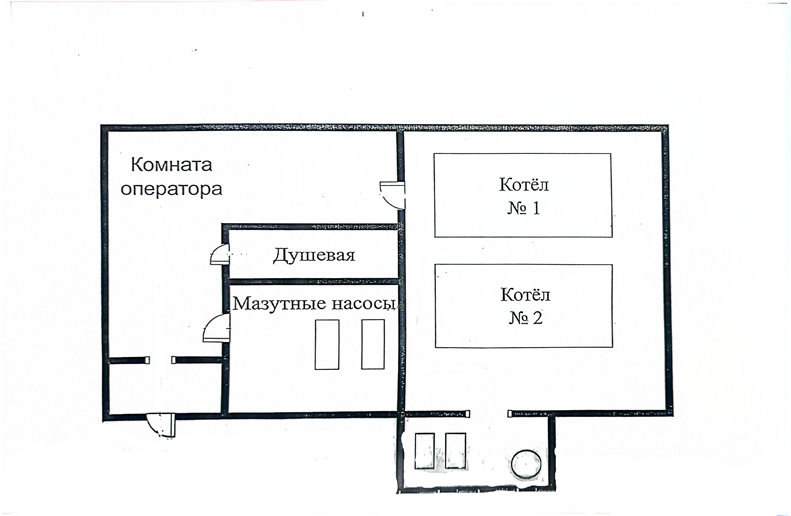 Комната
оператора
Котёл
№ 1
Душевая
Мазутные насосы
Котёл
№ 2